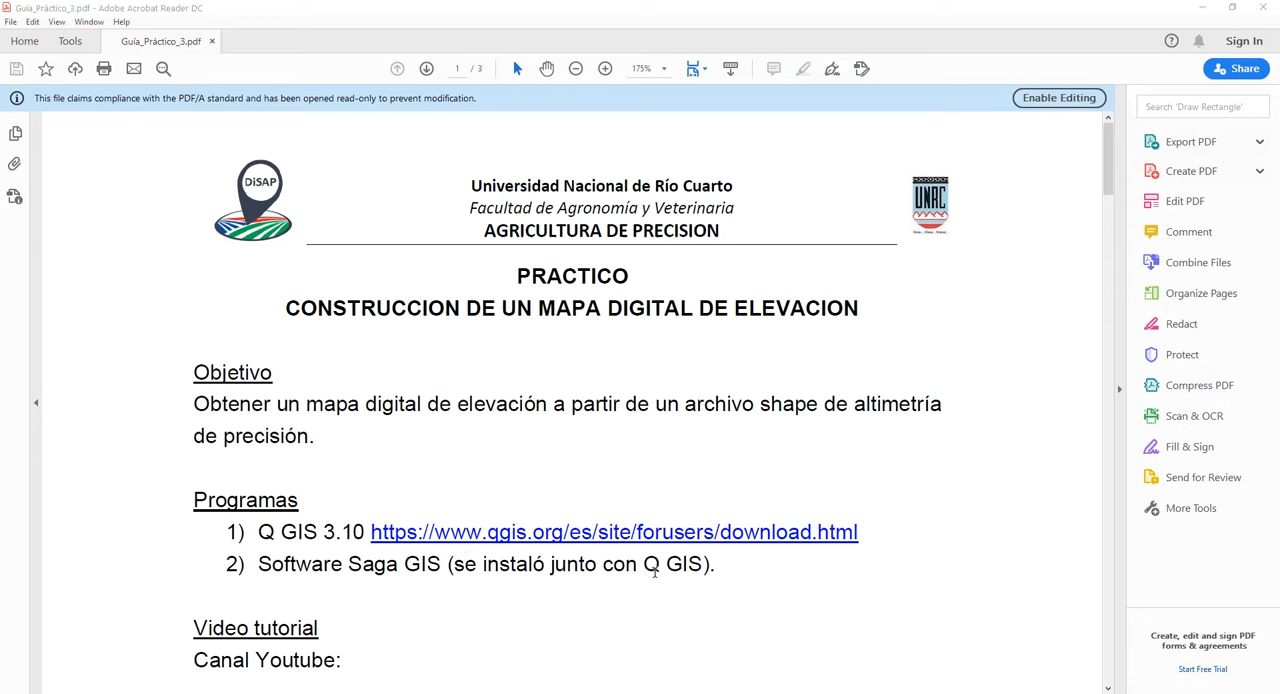 Guía_Práctico_3.pdf - Adobe Acrobat Reader DC
File Edit View Window Help
Home Tools Guía_Práctico_3.pdf × Sign In
1 / 3 175% Share
This file claims compliance with the PDF/A standard and has been opened read-only to prevent modification. Enable Editing
Search 'Draw Rectangle'
Export PDF
Create PDF
Edit PDF
Comment
Combine Files
Organize Pages
Redact
Protect
Compress PDF
Scan & OCR
Fill & Sign
Send for Review
More Tools
Create, edit and sign PDF
forms & agreements
Start Free Trial
DiSAP
Universidad Nacional de Río Cuarto
Facultad de Agronomía y Veterinaria
AGRICULTURA DE PRECISION
UNRC
PRACTICO
CONSTRUCCION DE UN MAPA DIGITAL DE ELEVACION
Objetivo
Obtener un mapa digital de elevación a partir de un archivo shape de altimetría
de precisión.
Programas
1) Q GIS 3.10 https://www.qgis.org/es/site/forusers/download.html
2) Software Saga GIS (se instaló junto con Q GIS).
Video tutorial
Canal Youtube: